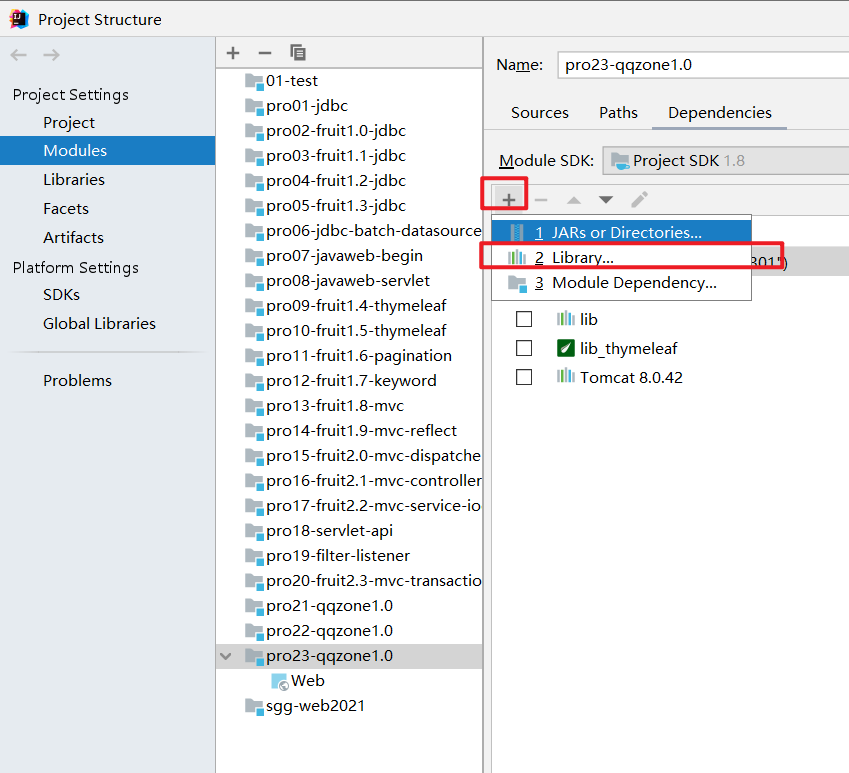 Project Structure
Project Settings
Project
Modules
Libraries
Facets
Artifacts
Platform Settings
SDKs
Global Libraries
Problems
01-test
pro01-jdbc
pro02-fruit1.0-jdbc
pro03-fruit1.1-jdbc
pro04-fruit1.2-jdbc
pro05-fruit1.3-jdbc
pro06-jdbc-batch-datasource
pro07-javaweb-begin
pro08-javaweb-servlet
pro09-fruit1.4-thymeleaf
pro10-fruit1.5-thymeleaf
pro11-fruit1.6-pagination
pro12-fruit1.7-keyword
pro13-fruit1.8-mvc
pro14-fruit1.9-mvc-reflect
pro15-fruit2.0-mvc-dispatche
pro16-fruit2.1-mvc-controller
pro17-fruit2.2-mvc-service-io
pro18-servlet-api
pro19-filter-listener
pro20-fruit2.3-mvc-transactio
pro21-qqzone1.0
pro22-qqzone1.0
pro23-qqzone1.0
Web
sgg-web2021
Name: pro23-qqzone1.0
Sources Paths Dependencies
Module SDK: Project SDK 1.8
1 JARs or Directories...
2 Library...
301")
3 Module Dependency...
lib
lib_thymeleaf
Tomcat 8.0.42